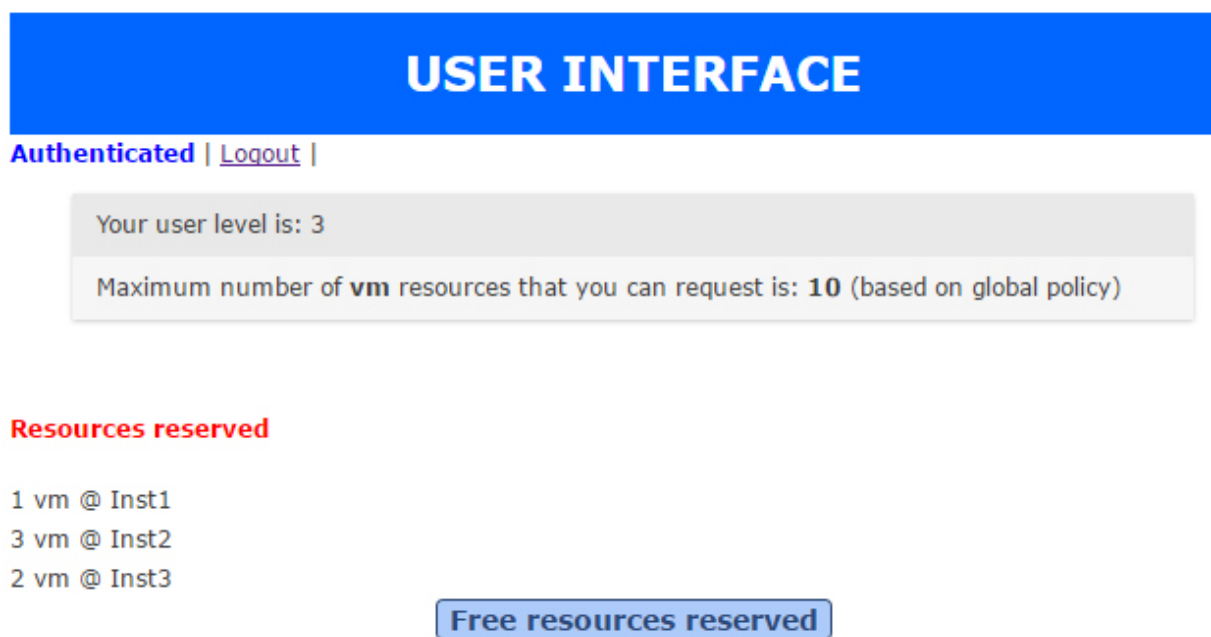 USER INTERFACE
Authenticated | Logout |
Your user level is: 3
Maximum number of vm resources that you can request is: 10 (based on global policy)
Resources reserved
1 vm @ Inst1
3 vm @ Inst2
2 vm @ Inst3
Free resources reserved